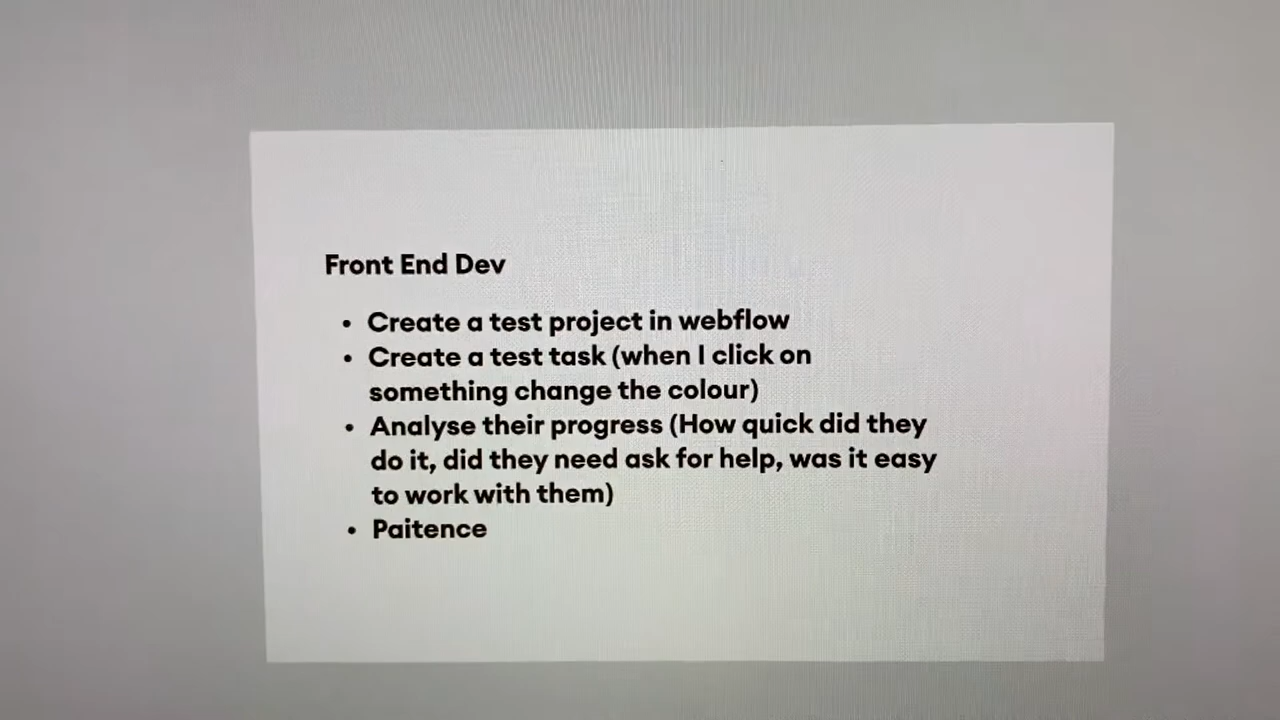 Front End Dev
• Create a test project in webflow
• Create a test task (when I click on
something change the colour)
• Analyse their progress (How quick did they
do it, did they need ask for help, was it easy
to work with them)
• Paitence